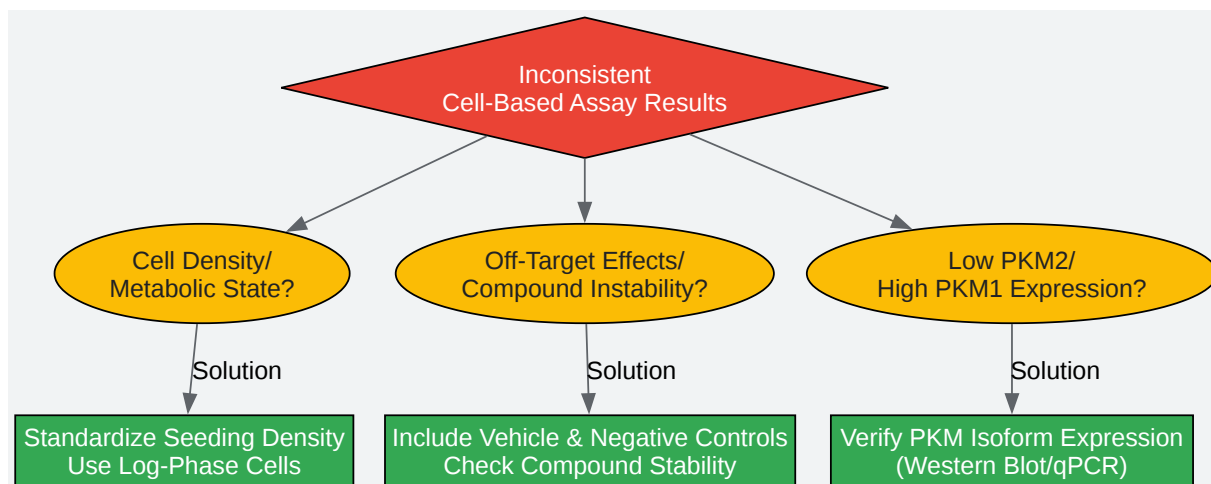 Inconsistent
Cell-Based Assay Results
Cell Density/
Metabolic State?
Off-Target Effects/
Compound Instability?
Low PKM2/
High PKM1 Expression?
Solution
Solution
Solution
Standardize Seeding Density
Use Log-Phase Cells
Include Vehicle & Negative Controls
Check Compound Stability
Verify PKM Isoform Expression
(Western Blot/qPCR)